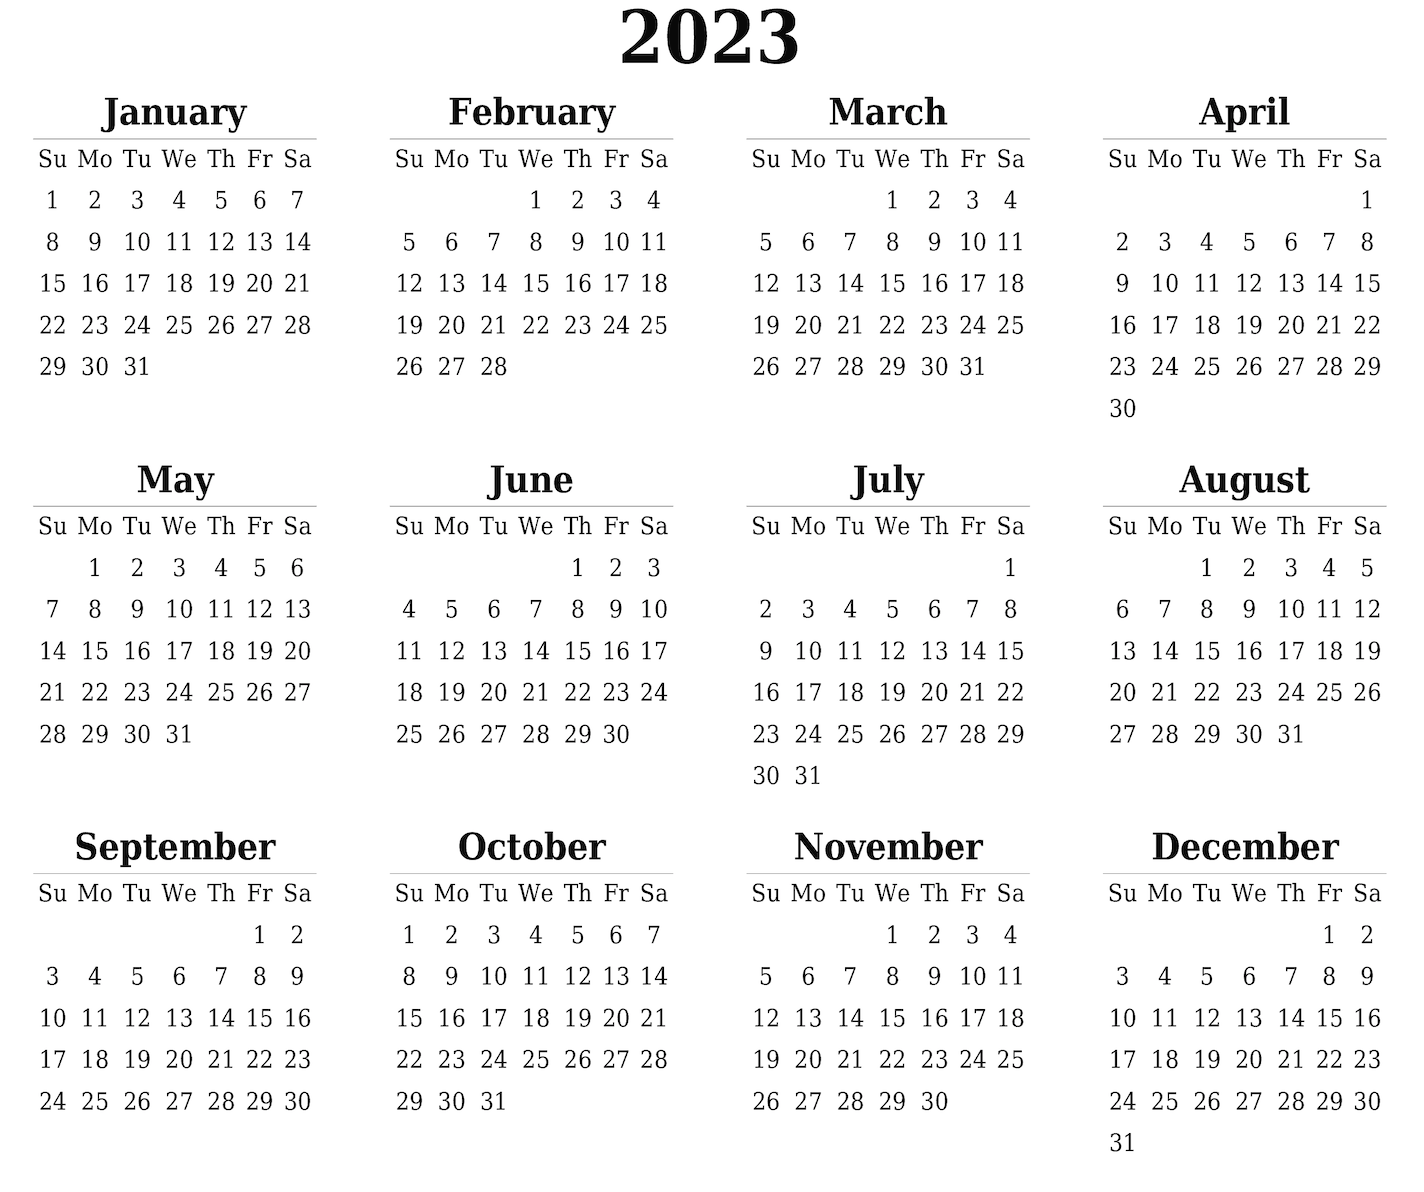 2023
January February March April
Su Mo Tu We Th Fr Sa Su Mo Tu We Th Fr Sa Su Mo Tu We Th Fr Sa Su Mo Tu We Th Fr Sa
1 2 3 4 5 6 7 1 2 3 4 1 2 3 4 1
8 9 10 11 12 13 14 5 6 7 8 9 10 11 5 6 7 8 9 10 11 2 3 4 5 6 7 8
15 16 17 18 19 20 21 12 13 14 15 16 17 18 12 13 14 15 16 17 18 9 10 11 12 13 14 15
22 23 24 25 26 27 28 19 20 21 22 23 24 25 19 20 21 22 23 24 25 16 17 18 19 20 21 22
29 30 31 26 27 28 26 27 28 29 30 31 23 24 25 26 27 28 29
30
May June July August
Su Mo Tu We Th Fr Sa Su Mo Tu We Th Fr Sa Su Mo Tu We Th Fr Sa Su Mo Tu We Th Fr Sa
1 2 3 4 5 6 1 2 3 1 1 2 3 4 5
7 8 9 10 11 12 13 4 5 6 7 8 9 10 2 3 4 5 6 7 8 6 7 8 9 10 11 12
14 15 16 17 18 19 20 11 12 13 14 15 16 17 9 10 11 12 13 14 15 13 14 15 16 17 18 19
21 22 23 24 25 26 27 18 19 20 21 22 23 24 16 17 18 19 20 21 22 20 21 22 23 24 25 26
28 29 30 31 25 26 27 28 29 30 23 24 25 26 27 28 29 27 28 29 30 31
30 31
September October November December
Su Mo Tu We Th Fr Sa Su Mo Tu We Th Fr Sa Su Mo Tu We Th Fr Sa Su Mo Tu We Th Fr Sa
1 2 1 2 3 4 5 6 7 1 2 3 4 1 2
3 4 5 6 7 8 9 8 9 10 11 12 13 14 5 6 7 8 9 10 11 3 4 5 6 7 8 9
10 11 12 13 14 15 16 15 16 17 18 19 20 21 12 13 14 15 16 17 18 10 11 12 13 14 15 16
17 18 19 20 21 22 23 22 23 24 25 26 27 28 19 20 21 22 23 24 25 17 18 19 20 21 22 23
24 25 26 27 28 29 30 29 30 31 26 27 28 29 30 24 25 26 27 28 29 30
31